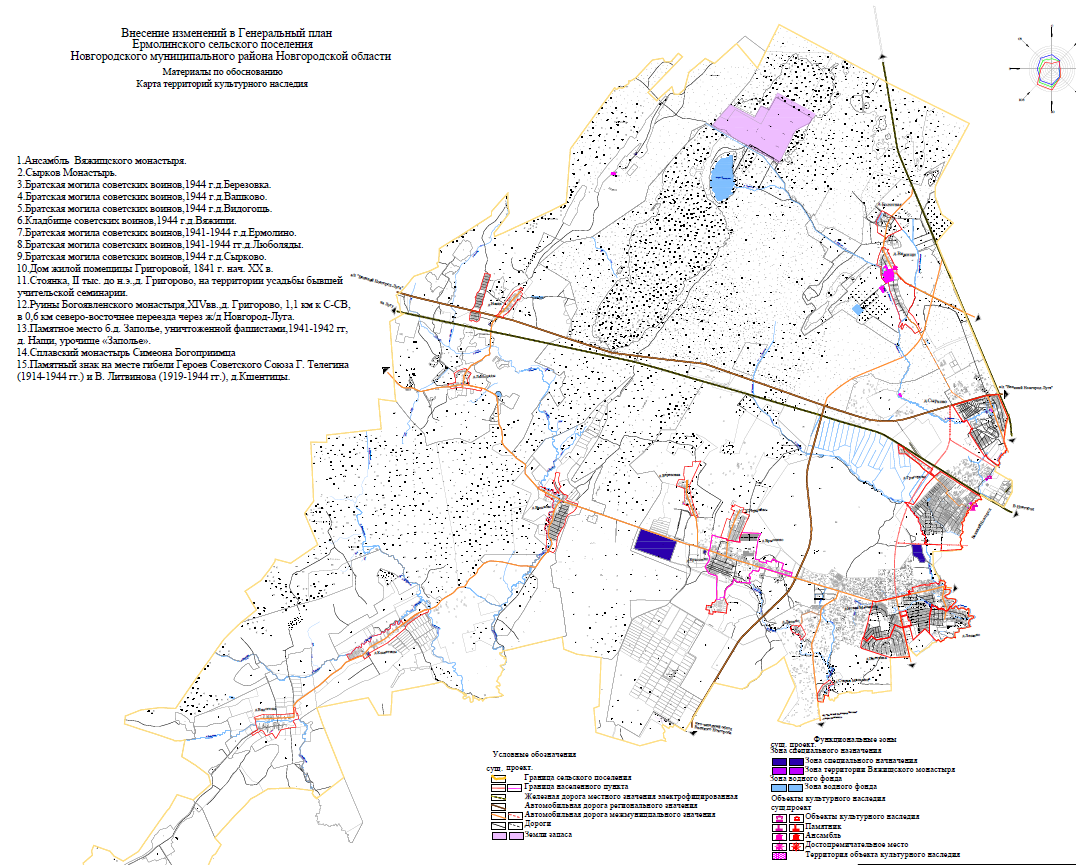 Внесение изменений в Генеральный план
Ермолинского сельского поселения
Новгородского муниципального района Новгородской области
Материалы по обоснованию
Карта территорий культурного наследия
1.Ансамбль Вяжищского монастыря.
2.Сырков Монастырь.
3.Братская могила советских воинов,1944 г.д.Березовка.
4.Братская могила советских воинов,1944 г.д.Вашково.
5.Братская могила советских воинов,1944 г.д.Видогощь.
6.Кладбище советских воинов,1944 г.д.Вяжищи.
7.Братская могила советских воинов,1941-1944 г.д.Ермолино.
8.Братская могила советских воинов,1941-1944 гг.д.Люболяды.
9.Братская могила советских воинов,1944 г.д.Сырково.
10.Дом жилой помещицы Григоровой, 1841 г. нач. XX в.
11.Стоянка, II тыс. до н.э.,д. Григорово, на территории усадьбы бывшей
учительской семинарии.
12.Руины Богоявленского монастыря,XIVвв.,д. Григорово, 1,1 км к С-СВ,
в 0,6 км северо-восточнее переезда через ж/д Новгород-Луга.
13.Памятное место б.д. Заполье, уничтоженной фашистами,1941-1942 гг,
д. Нащи, урочище «Заполье».
14.Сплавский монастырь Симеона Богоприимца
15.Памятный знак на месте гибели Героев Советского Союза Г. Телегина
(1914-1944 гг.) и В. Литвинова (1919-1944 гг.), д.Кшентицы.
Условные обозначения
сущ. проект.
Граница сельского поселения
Граница населенного пункта
Железная дорога местного значения электрофицированная
Автомобильная дорога регионального значения
Автомобильная дорога межмуниципального значения
Дороги
Земли запаса
Функциональные зоны
сущ. проект.
Зона специального назначения
Зона специального назначения
Зона территории Вяжищского монастыря
Зона водного фонда
Зона водного фонда
Объекты культурного наследия
сущ.проект
Объекты культурного наследия
Памятник
Ансамбль
Достопримечательное место
Территория объекта культурного наследия